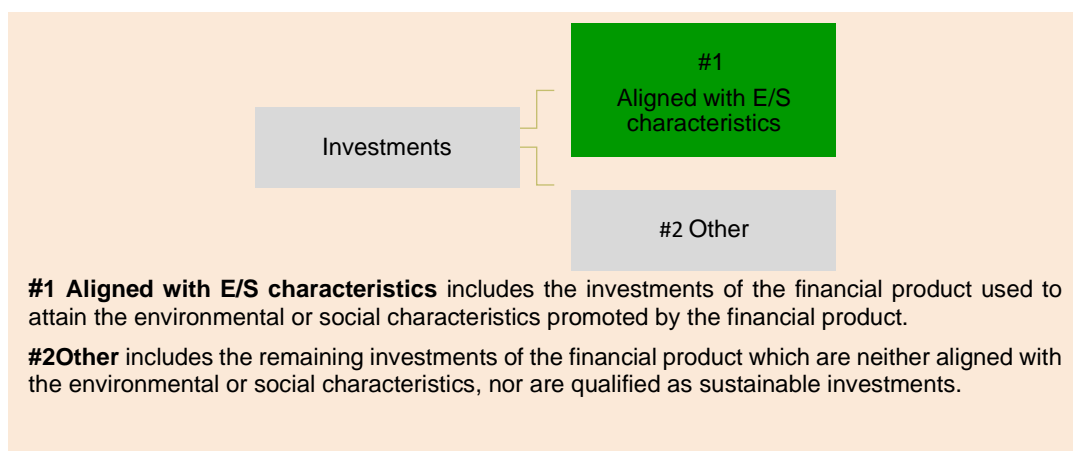 #1
Aligned with E/S
characteristics
Investments
#2 Other
#1 Aligned with E/S characteristics includes the investments of the financial product used to
attain the environmental or social characteristics promoted by the financial product.
#2Other includes the remaining investments of the financial product which are neither aligned with
the environmental or social characteristics, nor are qualified as sustainable investments.